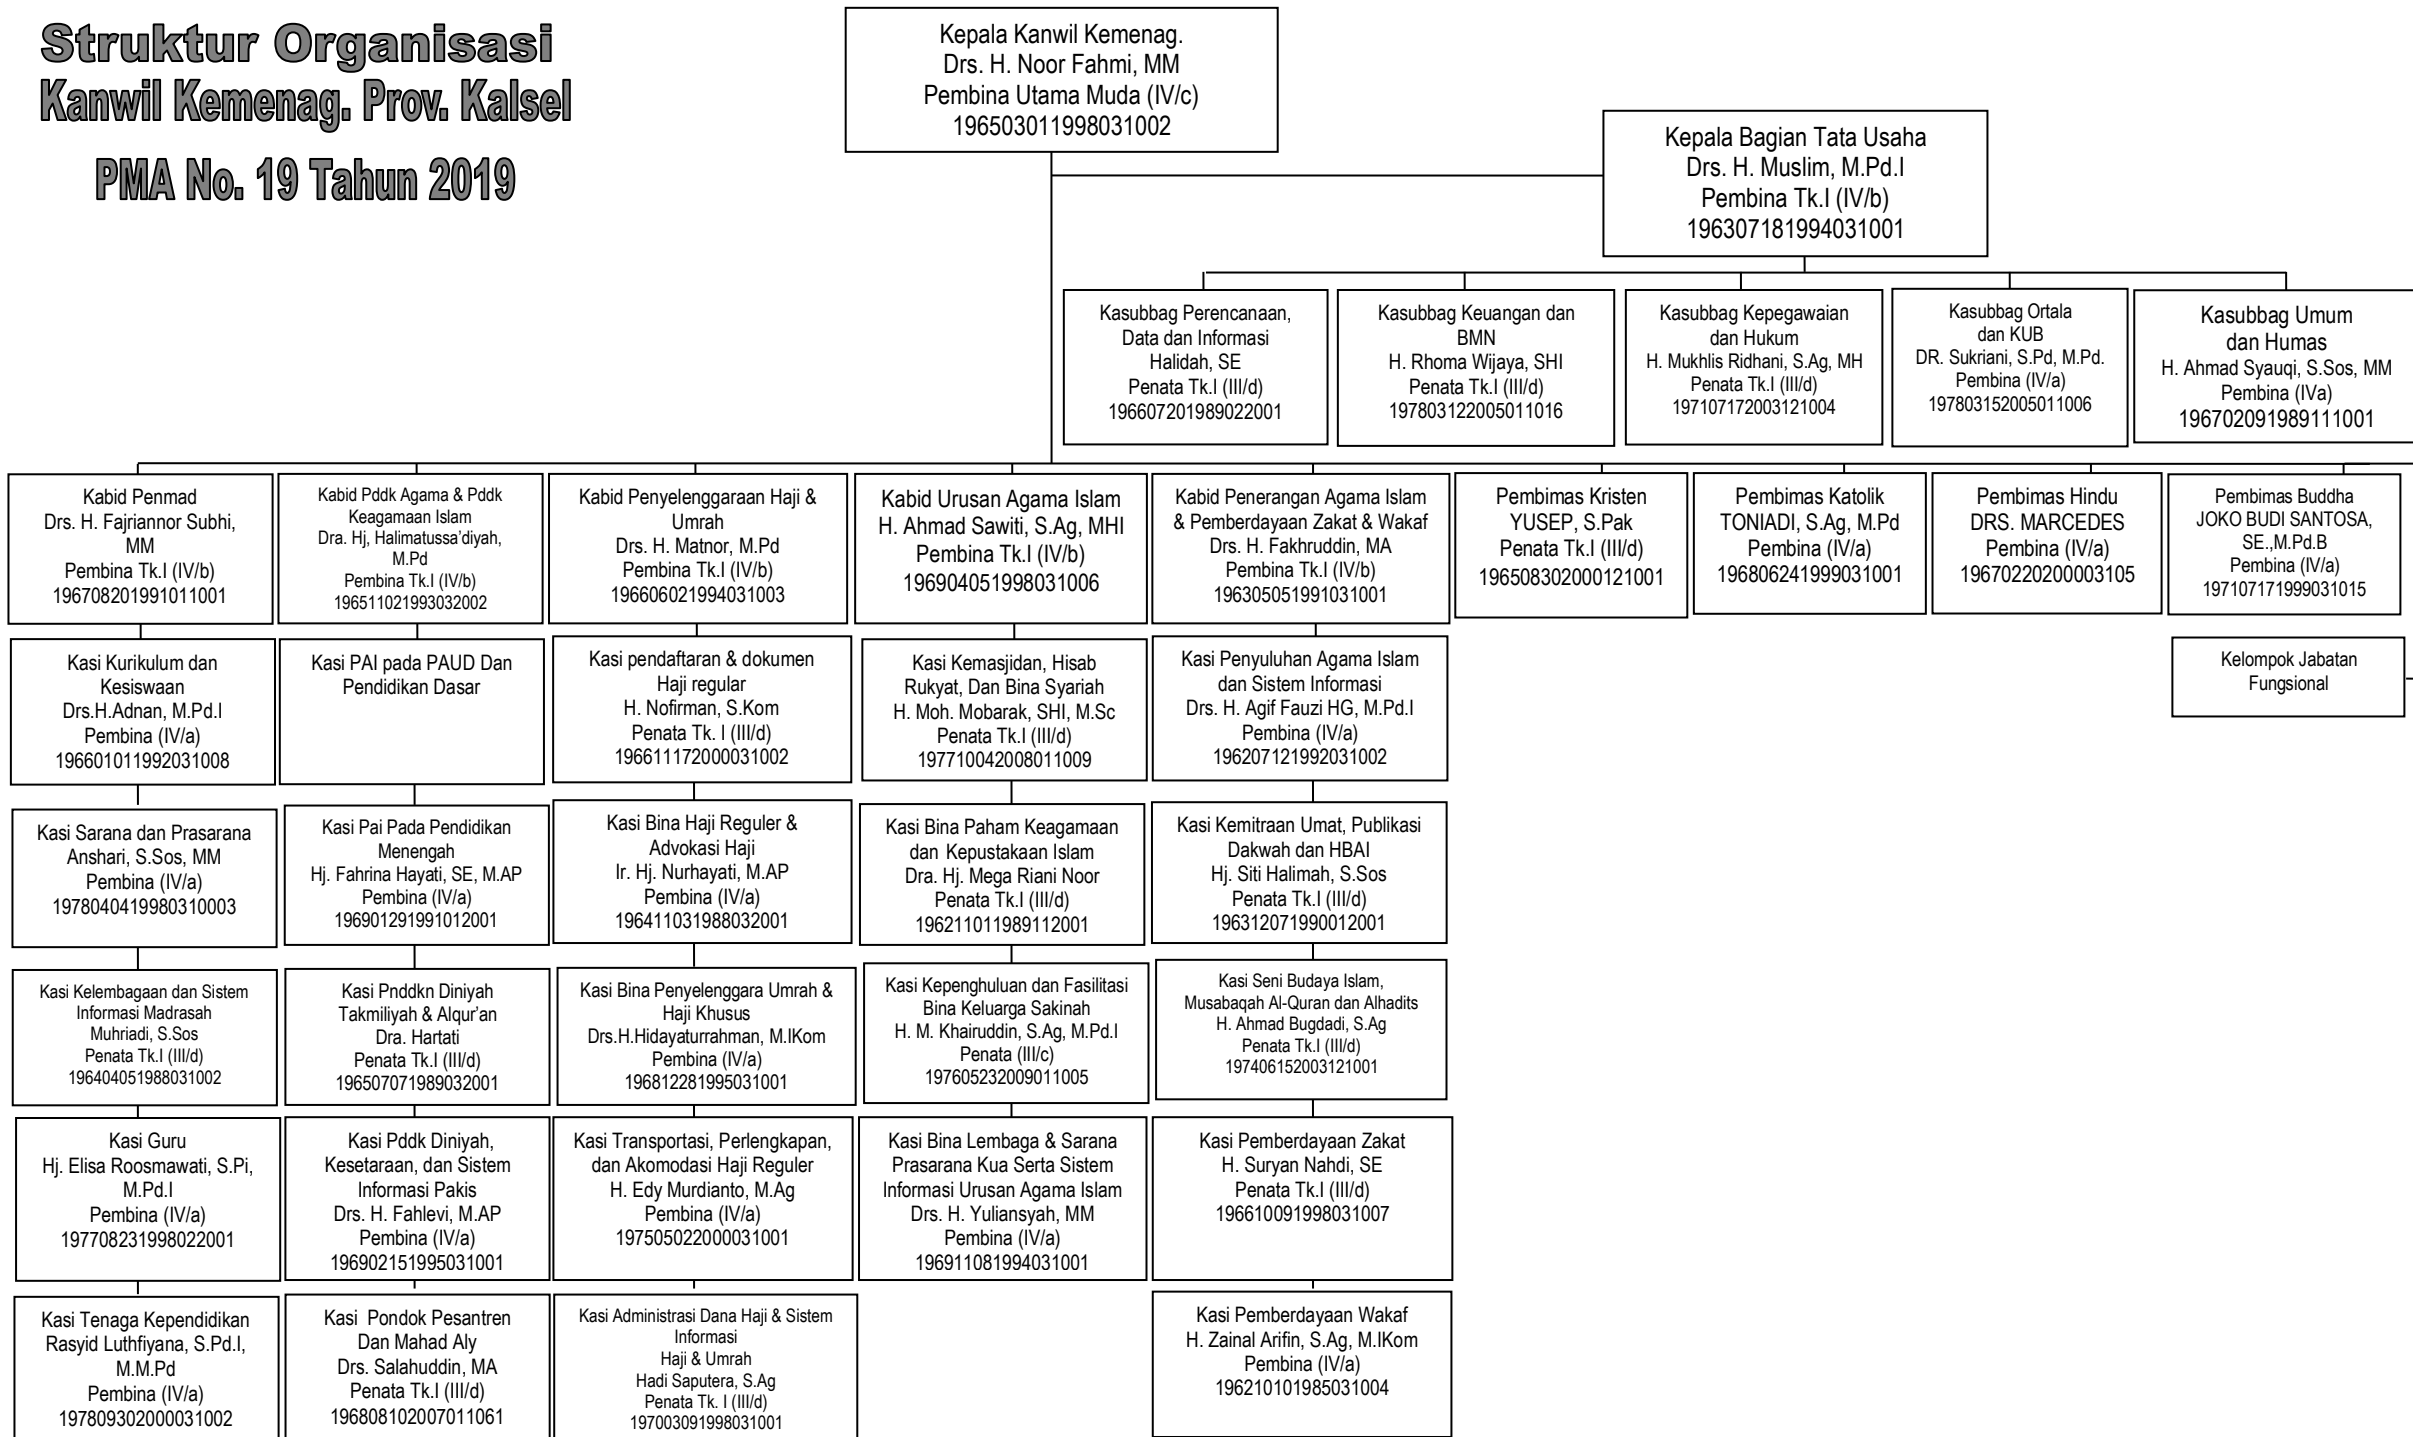 Struktur Organisasi
Kanwil Kemenag. Prov. Kalsel
PMA No. 19 Tahun 2019
Kepala Kanwil Kemenag.
Drs. H. Noor Fahmi, MM
Pembina Utama Muda (IV/c)
196503011998031002
Kepala Bagian Tata Usaha
Drs. H. Muslim, M.Pd.I
Pembina Tk.I (IV/b)
196307181994031001
Kasubbag Perencanaan,
Data dan Informasi
Halidah, SE
Penata Tk.I (III/d)
196607201989022001
Kasubbag Keuangan dan
BMN
H. Rhoma Wijaya, SHI
Penata Tk.I (III/d)
197803122005011016
Kasubbag Kepegawaian
dan Hukum
H. Mukhlis Ridhani, S.Ag, MH
Penata Tk.I (III/d)
197107172003121004
Kasubbag Ortala
dan KUB
DR. Sukriani, S.Pd, M.Pd.
Pembina (IV/a)
197803152005011006
Kasubbag Umum
dan Humas
H. Ahmad Syauqi, S.Sos, MM
Pembina (IVa)
196702091989111001
Kabid Penmad
Drs. H. Fajriannor Subhi,
MM
Pembina Tk.I (IV/b)
196708201991011001
Kabid Pddk Agama & Pddk
Keagamaan Islam
Dra. Hj, Halimatussa’diyah,
M.Pd
Pembina Tk.I (IV/b)
196511021993032002
Kabid Penyelenggaraan Haji &
Umrah
Drs. H. Matnor, M.Pd
Pembina Tk.I (IV/b)
196606021994031003
Kabid Urusan Agama Islam
H. Ahmad Sawiti, S.Ag, MHI
Pembina Tk.I (IV/b)
196904051998031006
Kabid Penerangan Agama Islam
& Pemberdayaan Zakat & Wakaf
Drs. H. Fakhruddin, MA
Pembina Tk.I (IV/b)
196305051991031001
Pembimas Kristen
YUSEP, S.Pak
Penata Tk.I (III/d)
196508302000121001
Pembimas Katolik
TONIADI, S.Ag, M.Pd
Pembina (IV/a)
196806241999031001
Pembimas Hindu
DRS. MARCEDES
Pembina (IV/a)
19670220200003105
Pembimas Buddha
JOKO BUDI SANTOSA,
SE.,M.Pd.B
Pembina (IV/a)
197107171999031015
Kasi Kurikulum dan
Kesiswaan
Drs.H.Adnan, M.Pd.I
Pembina (IV/a)
196601011992031008
Kasi PAI pada PAUD Dan
Pendidikan Dasar
Kasi pendaftaran & dokumen
Haji regular
H. Nofirman, S.Kom
Penata Tk. I (III/d)
196611172000031002
Kasi Kemasjidan, Hisab
Rukyat, Dan Bina Syariah
H. Moh. Mobarak, SHI, M.Sc
Penata Tk.I (III/d)
197710042008011009
Kasi Penyuluhan Agama Islam
dan Sistem Informasi
Drs. H. Agif Fauzi HG, M.Pd.I
Pembina (IV/a)
196207121992031002
Kelompok Jabatan
Fungsional
Kasi Sarana dan Prasarana
Anshari, S.Sos, MM
Pembina (IV/a)
1978040419980310003
Kasi Pai Pada Pendidikan
Menengah
Hj. Fahrina Hayati, SE, M.AP
Pembina (IV/a)
196901291991012001
Kasi Bina Haji Reguler &
Advokasi Haji
Ir. Hj. Nurhayati, M.AP
Pembina (IV/a)
196411031988032001
Kasi Bina Paham Keagamaan
dan Kepustakaan Islam
Dra. Hj. Mega Riani Noor
Penata Tk.I (III/d)
196211011989112001
Kasi Kemitraan Umat, Publikasi
Dakwah dan HBAI
Hj. Siti Halimah, S.Sos
Penata Tk.I (III/d)
196312071990012001
Kasi Kelembagaan dan Sistem
Informasi Madrasah
Muhriadi, S.Sos
Penata Tk.I (III/d)
196404051988031002
Kasi Pnddkn Diniyah
Takmiliyah & Alqur’an
Dra. Hartati
Penata Tk.I (III/d)
196507071989032001
Kasi Bina Penyelenggara Umrah &
Haji Khusus
Drs.H.Hidayaturrahman, M.IKom
Pembina (IV/a)
196812281995031001
Kasi Kepenghuluan dan Fasilitasi
Bina Keluarga Sakinah
H. M. Khairuddin, S.Ag, M.Pd.I
Penata (III/c)
197605232009011005
Kasi Seni Budaya Islam,
Musabaqah Al-Quran dan Alhadits
H. Ahmad Bugdadi, S.Ag
Penata Tk.I (III/d)
197406152003121001
Kasi Guru
Hj. Elisa Roosmawati, S.Pi,
M.Pd.I
Pembina (IV/a)
197708231998022001
Kasi Pddk Diniyah,
Kesetaraan, dan Sistem
Informasi Pakis
Drs. H. Fahlevi, M.AP
Pembina (IV/a)
196902151995031001
Kasi Transportasi, Perlengkapan,
dan Akomodasi Haji Reguler
H. Edy Murdianto, M.Ag
Pembina (IV/a)
197505022000031001
Kasi Bina Lembaga & Sarana
Prasarana Kua Serta Sistem
Informasi Urusan Agama Islam
Drs. H. Yuliansyah, MM
Pembina (IV/a)
196911081994031001
Kasi Pemberdayaan Zakat
H. Suryan Nahdi, SE
Penata Tk.I (III/d)
196610091998031007
Kasi Tenaga Kependidikan
Rasyid Luthfiyana, S.Pd.I,
M.M.Pd
Pembina (IV/a)
197809302000031002
Kasi Pondok Pesantren
Dan Mahad Aly
Drs. Salahuddin, MA
Penata Tk.I (III/d)
196808102007011061
Kasi Administrasi Dana Haji & Sistem
Informasi
Haji & Umrah
Hadi Saputera, S.Ag
Penata Tk. I (III/d)
197003091998031001
Kasi Pemberdayaan Wakaf
H. Zainal Arifin, S.Ag, M.IKom
Pembina (IV/a)
196210101985031004